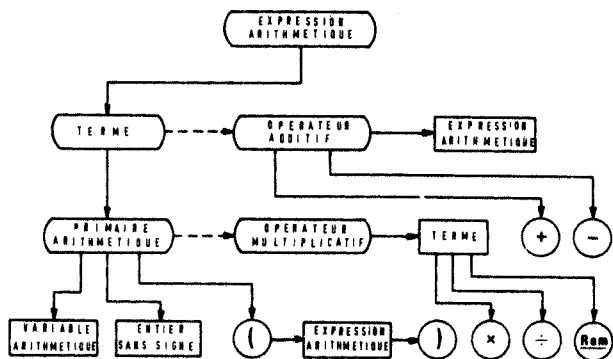 EXPRESSION
ARITHMETIQUE
TERME
OPERATEUR
ADDITIF
EXPRESSION
ARITHMETIQUE
+
−
PRIMAIRE
ARITHMETIQUE
OPERATEUR
MULTIPLICATIF
TERME
VARIABLE
ARITHMETIQUE
ENTIER
SANS SIGNE
(
EXPRESSION
ARITHMETIQUE
)
×
÷
Rem